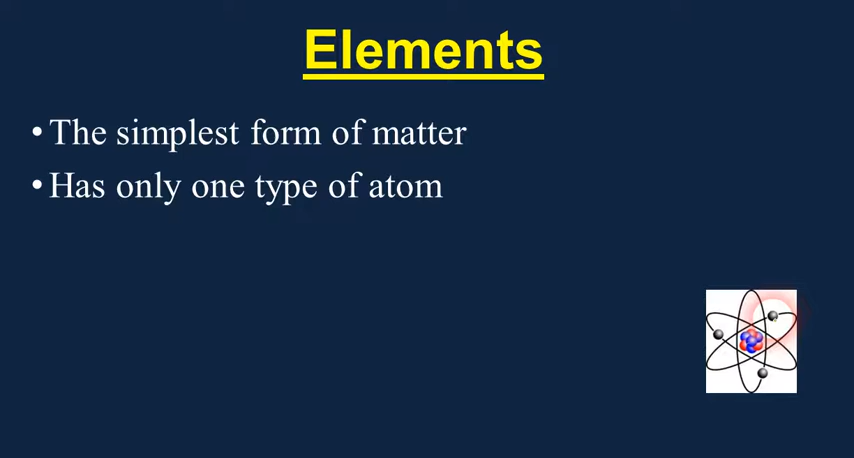 Elements
• The simplest form of matter
• Has only one type of atom